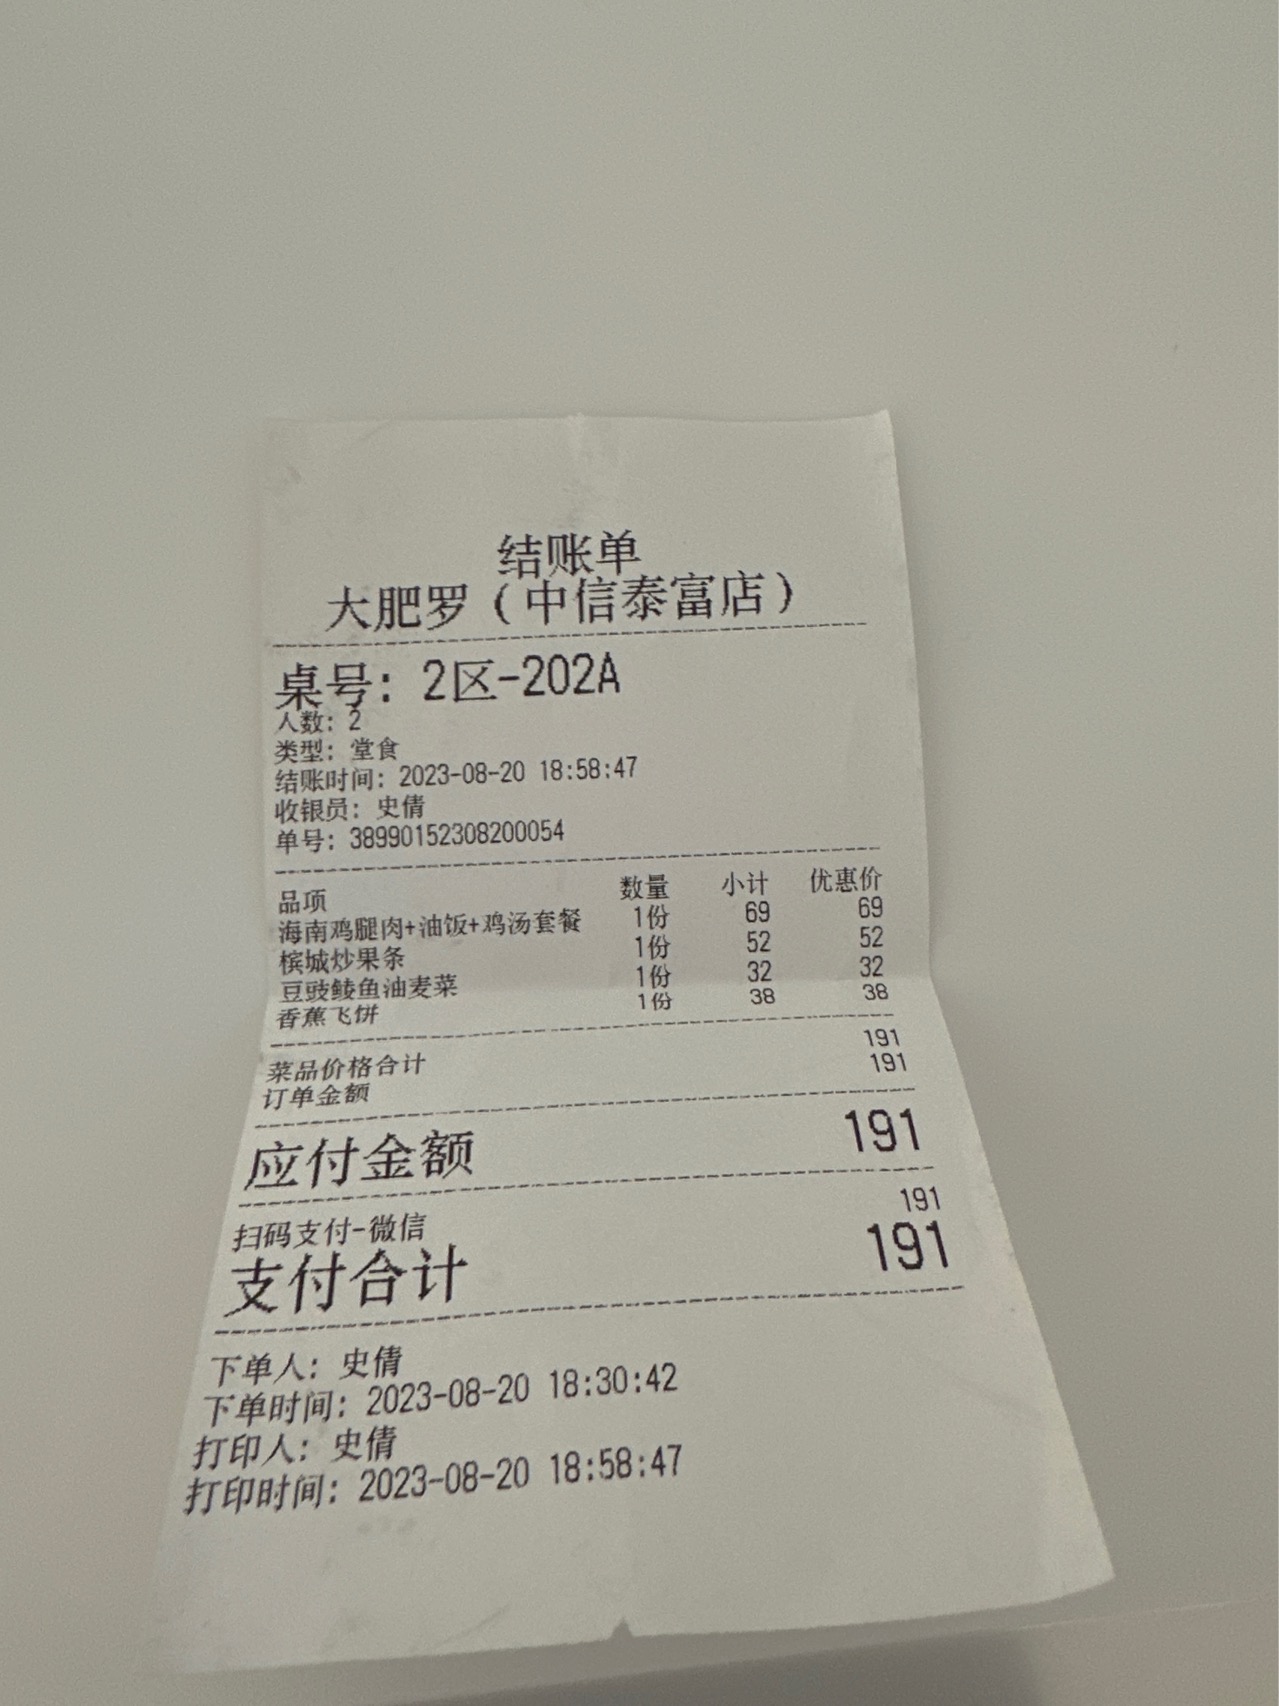 结账单
大肥罗（中信泰富店）
桌号：2区-202A
人数：2
类型：堂食
结账时间：2023-08-20 18:58:47
收银员：史倩
单号：38990152308200054
品项 数量 小计 优惠价
海南鸡腿肉+油饭+鸡汤套餐 1份 69 69
槟城炒果条 1份 52 52
豆豉鲮鱼油麦菜 1份 32 32
香蕉飞饼 1份 38 38
菜品价格合计 191
订单金额 191
应付金额 191
扫码支付-微信 191
支付合计 191
下单人：史倩
下单时间：2023-08-20 18:30:42
打印人：史倩
打印时间：2023-08-20 18:58:47